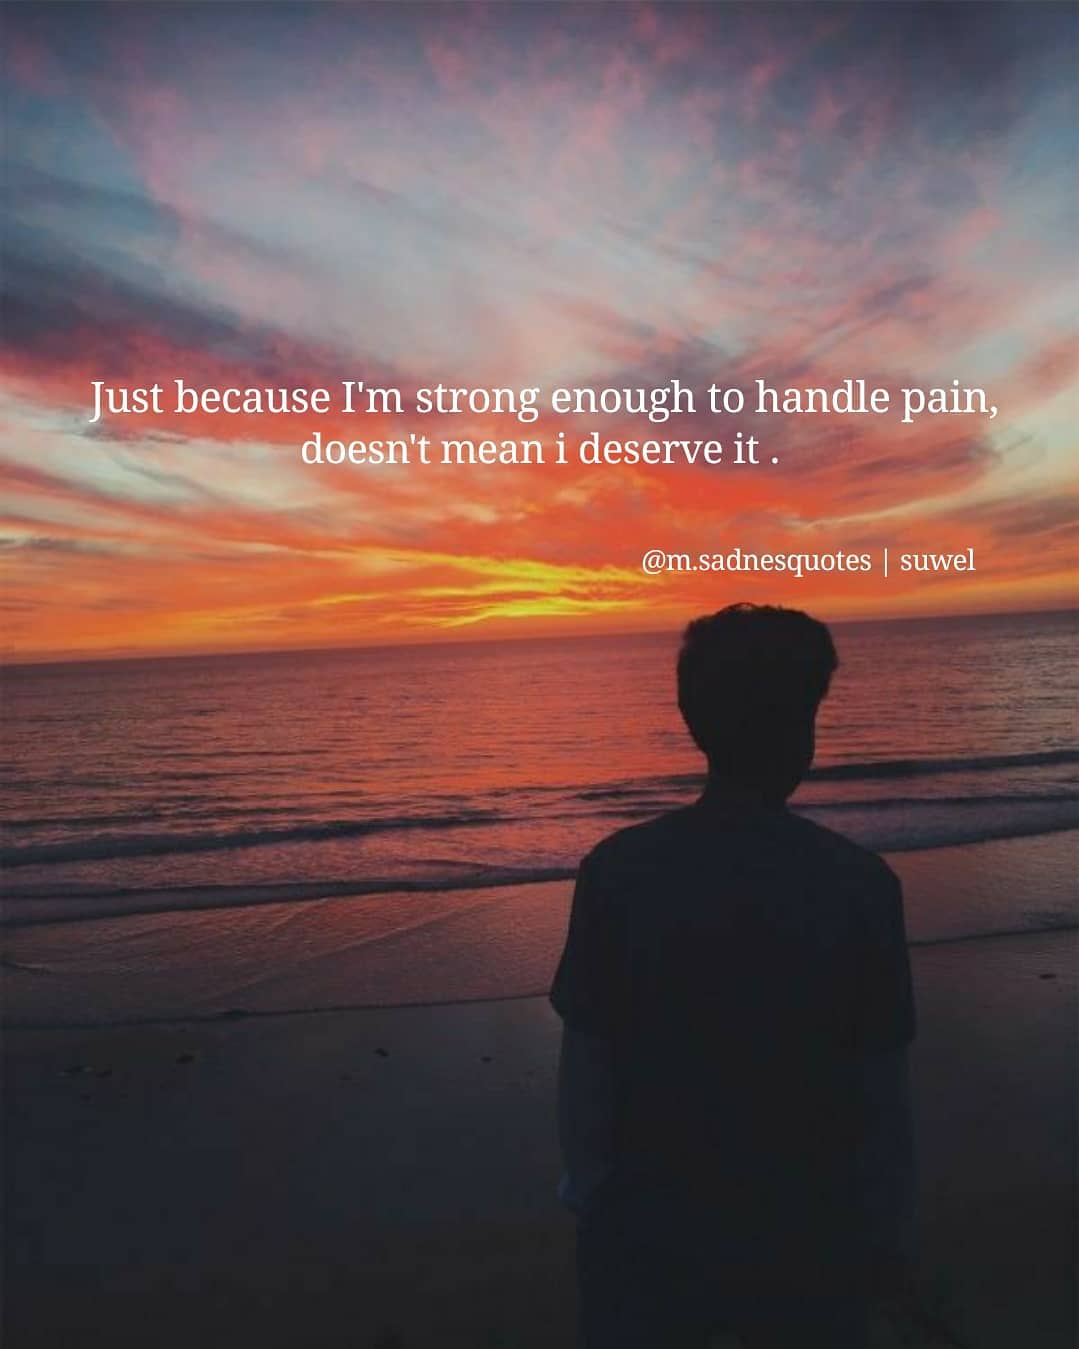 Just because I'm strong enough to handle pain,
doesn't mean i deserve it .
@m.sadnesquotes | suwel